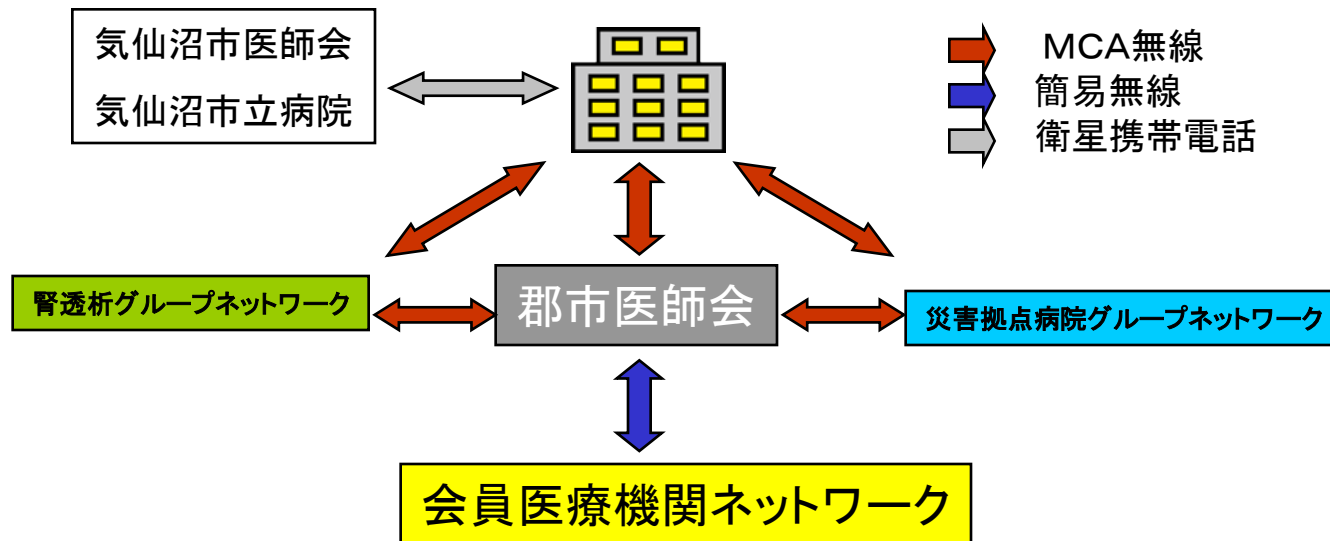 気仙沼市医師会
気仙沼市立病院
MCA無線
簡易無線
衛星携帯電話
腎透析グループネットワーク
郡市医師会
災害拠点病院グループネットワーク
会員医療機関ネットワーク